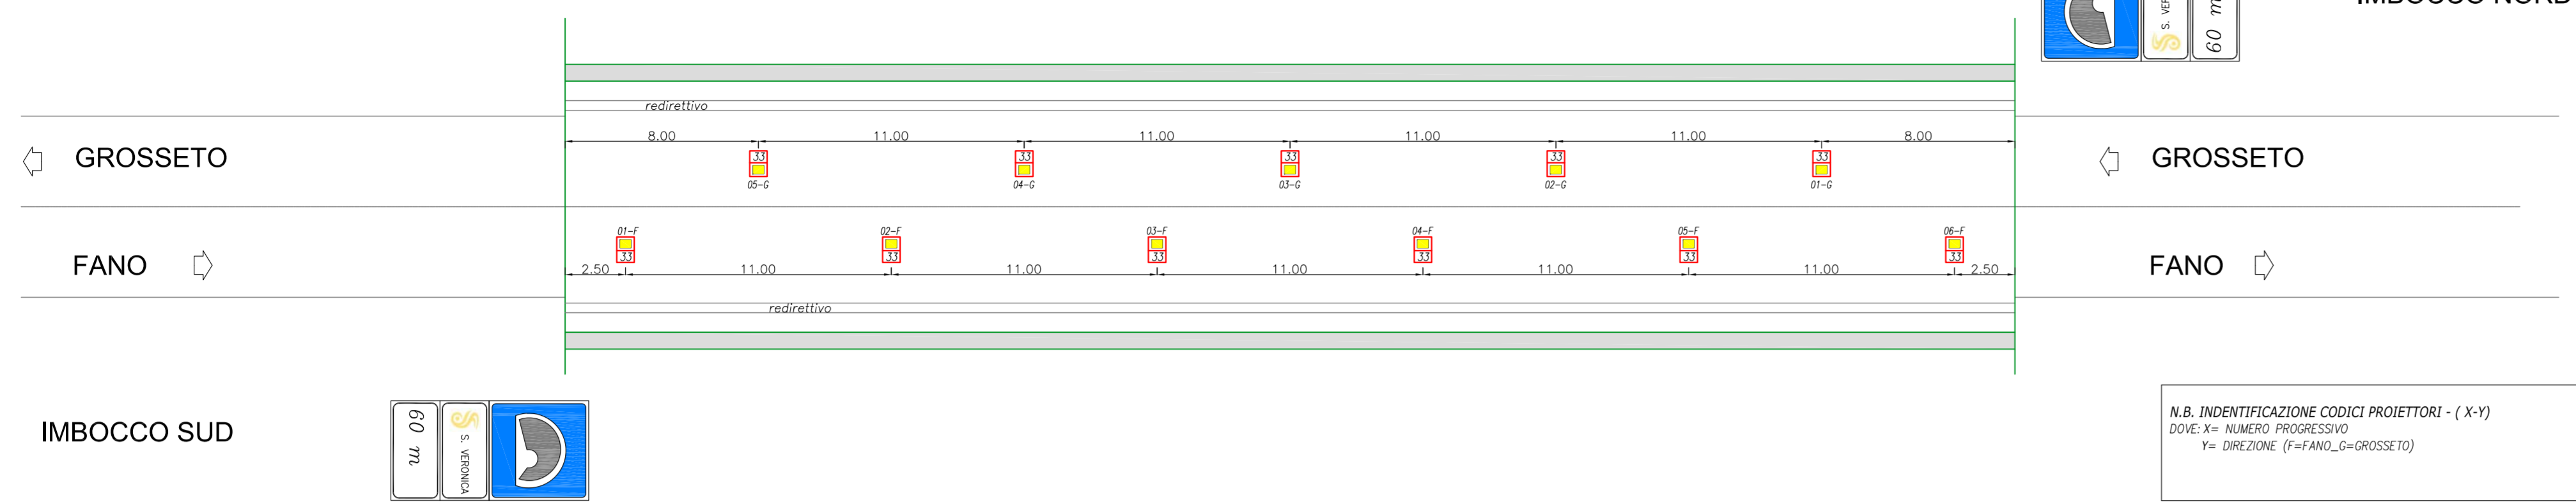 IMBOCCO NORD
60 m
redirettivo
8.00 11.00 11.00 11.00 11.00 8.00
GROSSETO
33 33 33 33 33
GROSSETO
05-G 04-G 03-G 02-G 01-G
01-F 02-F 03-F 04-F 05-F 06-F
33 33 33 33 33 33
FANO
FANO
2.50 11.00 11.00 11.00 11.00 11.00 2.50
redirettivo
IMBOCCO SUD
60 m
S. VERONICA
N.B. INDENTIFICAZIONE CODICI PROIETTORI - ( X-Y)
DOVE: X= NUMERO PROGRESSIVO
Y= DIREZIONE (F=FANO_G=GROSSETO)